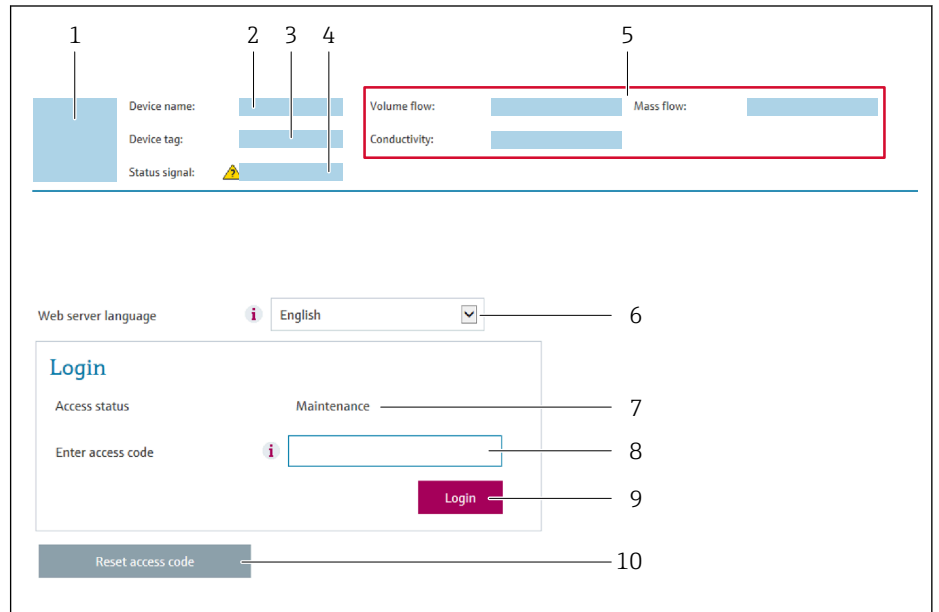 1 2 3 4 5
Device name: Volume flow: Mass flow:
Device tag: Conductivity:
Status signal: ?
Web server language i English 6
Login
Access status Maintenance 7
Enter access code i 8
Login 9
Reset access code 10